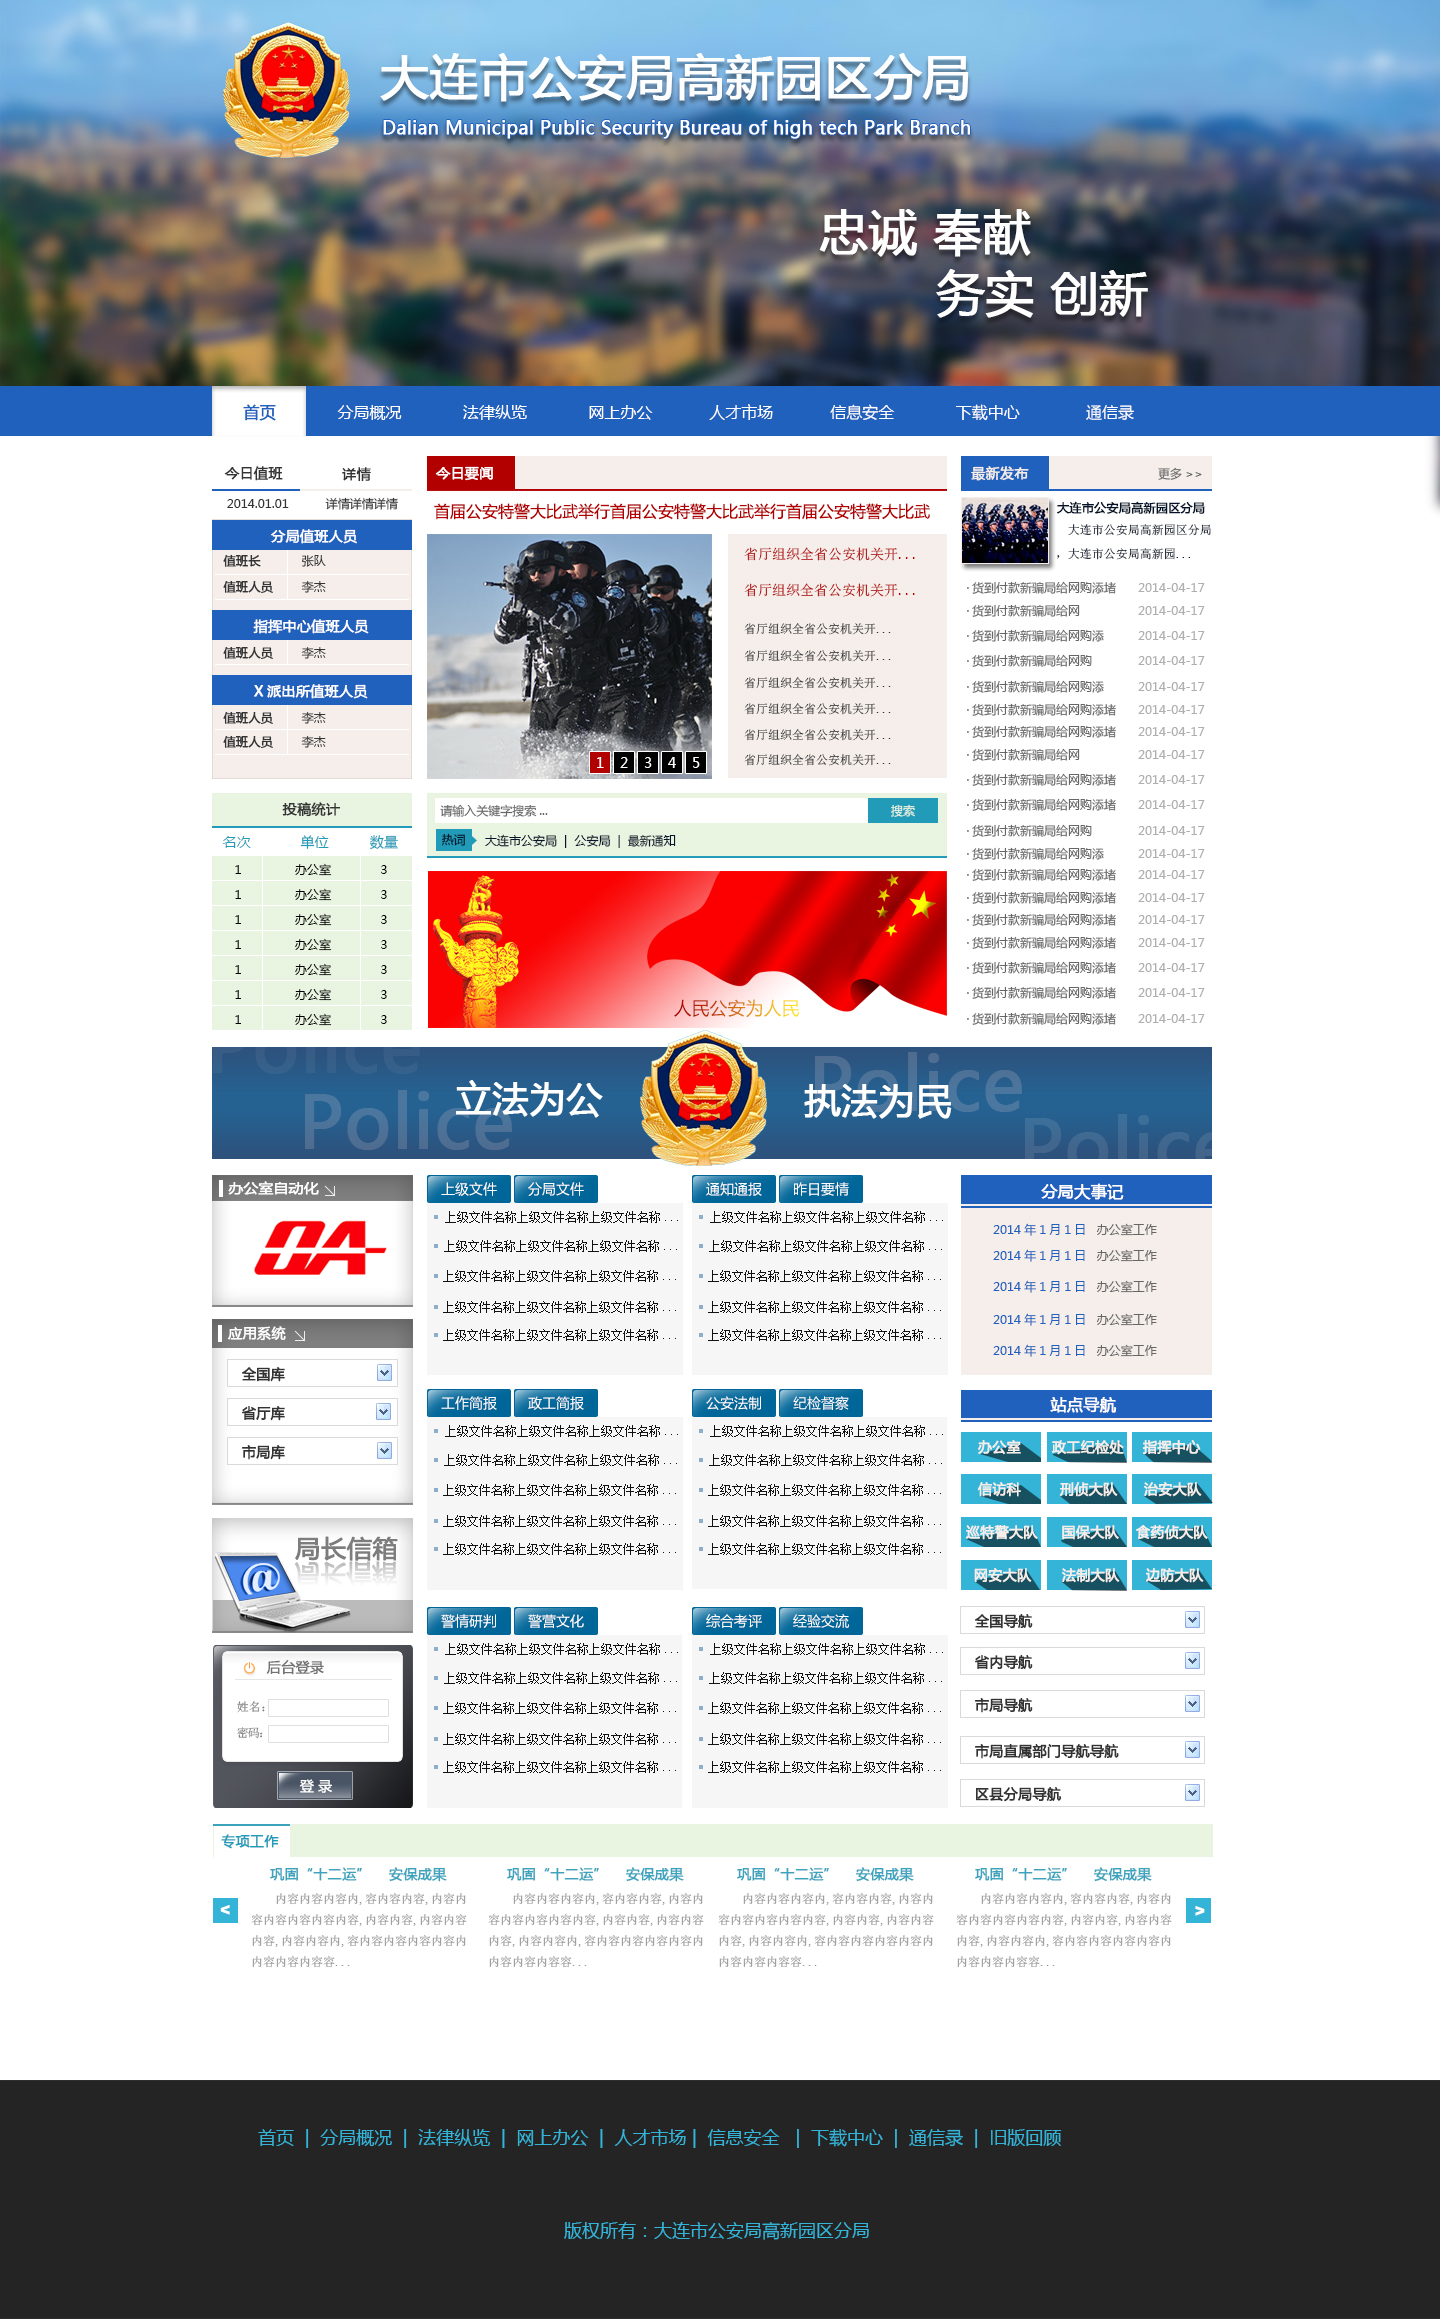 大连市公安局高新园区分局
Dalian Municipal Public Security Bureau of high tech Park Branch
忠诚 奉献
务实 创新
首页 分局概况 法律纵览 网上办公 人才市场 信息安全 下载中心 通信录
今日值班 详情
2014.01.01 详情详情详情
分局值班人员
值班长 张队
值班人员 李杰
指挥中心值班人员
值班人员 李杰
X 派出所值班人员
值班人员 李杰
值班人员 李杰
投稿统计
名次 单位 数量
1 办公室 3
1 办公室 3
1 办公室 3
1 办公室 3
1 办公室 3
1 办公室 3
1 办公室 3
今日要闻
首届公安特警大比武举行首届公安特警大比武举行首届公安特警大比武
1 2 3 4 5
省厅组织全省公安机关开...
省厅组织全省公安机关开...
省厅组织全省公安机关开...
省厅组织全省公安机关开...
省厅组织全省公安机关开...
省厅组织全省公安机关开...
省厅组织全省公安机关开...
省厅组织全省公安机关开...
请输入关键字搜索 ... 搜索
热词 大连市公安局 | 公安局 | 最新通知
人民公安为人民
最新发布 更多 >>
大连市公安局高新园区分局
大连市公安局高新园区分局
，大连市公安局高新园...
·货到付款新骗局给网购添堵 2014-04-17
·货到付款新骗局给网 2014-04-17
·货到付款新骗局给网购添 2014-04-17
·货到付款新骗局给网购 2014-04-17
·货到付款新骗局给网购添 2014-04-17
·货到付款新骗局给网购添堵 2014-04-17
·货到付款新骗局给网购添堵 2014-04-17
·货到付款新骗局给网 2014-04-17
·货到付款新骗局给网购添堵 2014-04-17
·货到付款新骗局给网购添堵 2014-04-17
·货到付款新骗局给网购 2014-04-17
·货到付款新骗局给网购添 2014-04-17
·货到付款新骗局给网购添堵 2014-04-17
·货到付款新骗局给网购添堵 2014-04-17
·货到付款新骗局给网购添堵 2014-04-17
·货到付款新骗局给网购添堵 2014-04-17
·货到付款新骗局给网购添堵 2014-04-17
·货到付款新骗局给网购添堵 2014-04-17
·货到付款新骗局给网购添堵 2014-04-17
Police Police Police Police
立法为公 执法为民
办公室自动化
OA
应用系统
全国库
省厅库
市局库
局长信箱
@
后台登录
姓名：
密码：
登 录
上级文件 分局文件
上级文件名称上级文件名称上级文件名称 ...
上级文件名称上级文件名称上级文件名称 ...
上级文件名称上级文件名称上级文件名称 ...
上级文件名称上级文件名称上级文件名称 ...
上级文件名称上级文件名称上级文件名称 ...
通知通报 昨日要情
上级文件名称上级文件名称上级文件名称 ...
上级文件名称上级文件名称上级文件名称 ...
上级文件名称上级文件名称上级文件名称 ...
上级文件名称上级文件名称上级文件名称 ...
上级文件名称上级文件名称上级文件名称 ...
工作简报 政工简报
上级文件名称上级文件名称上级文件名称 ...
上级文件名称上级文件名称上级文件名称 ...
上级文件名称上级文件名称上级文件名称 ...
上级文件名称上级文件名称上级文件名称 ...
上级文件名称上级文件名称上级文件名称 ...
公安法制 纪检督察
上级文件名称上级文件名称上级文件名称 ...
上级文件名称上级文件名称上级文件名称 ...
上级文件名称上级文件名称上级文件名称 ...
上级文件名称上级文件名称上级文件名称 ...
上级文件名称上级文件名称上级文件名称 ...
警情研判 警营文化
上级文件名称上级文件名称上级文件名称 ...
上级文件名称上级文件名称上级文件名称 ...
上级文件名称上级文件名称上级文件名称 ...
上级文件名称上级文件名称上级文件名称 ...
上级文件名称上级文件名称上级文件名称 ...
综合考评 经验交流
上级文件名称上级文件名称上级文件名称 ...
上级文件名称上级文件名称上级文件名称 ...
上级文件名称上级文件名称上级文件名称 ...
上级文件名称上级文件名称上级文件名称 ...
上级文件名称上级文件名称上级文件名称 ...
分局大事记
2014 年 1 月 1 日 办公室工作
2014 年 1 月 1 日 办公室工作
2014 年 1 月 1 日 办公室工作
2014 年 1 月 1 日 办公室工作
2014 年 1 月 1 日 办公室工作
站点导航
办公室 政工纪检处 指挥中心
信访科 刑侦大队 治安大队
巡特警大队 国保大队 食药侦大队
网安大队 法制大队 边防大队
全国导航
省内导航
市局导航
市局直属部门导航导航
区县分局导航
专项工作
< >
巩固“十二运” 安保成果
内容内容内容内, 容内容内容, 内容内
容内容内容内容内容, 内容内容, 内容内容
内容, 内容内容内, 容内容内容内容内容内
内容内容内容容...
巩固“十二运” 安保成果
内容内容内容内, 容内容内容, 内容内
容内容内容内容内容, 内容内容, 内容内容
内容, 内容内容内, 容内容内容内容内容内
内容内容内容容...
巩固“十二运” 安保成果
内容内容内容内, 容内容内容, 内容内
容内容内容内容内容, 内容内容, 内容内容
内容, 内容内容内, 容内容内容内容内容内
内容内容内容容...
巩固“十二运” 安保成果
内容内容内容内, 容内容内容, 内容内
容内容内容内容内容, 内容内容, 内容内容
内容, 内容内容内, 容内容内容内容内容内
内容内容内容容...
首页 | 分局概况 | 法律纵览 | 网上办公 | 人才市场 | 信息安全 | 下载中心 | 通信录 | 旧版回顾
版权所有：大连市公安局高新园区分局